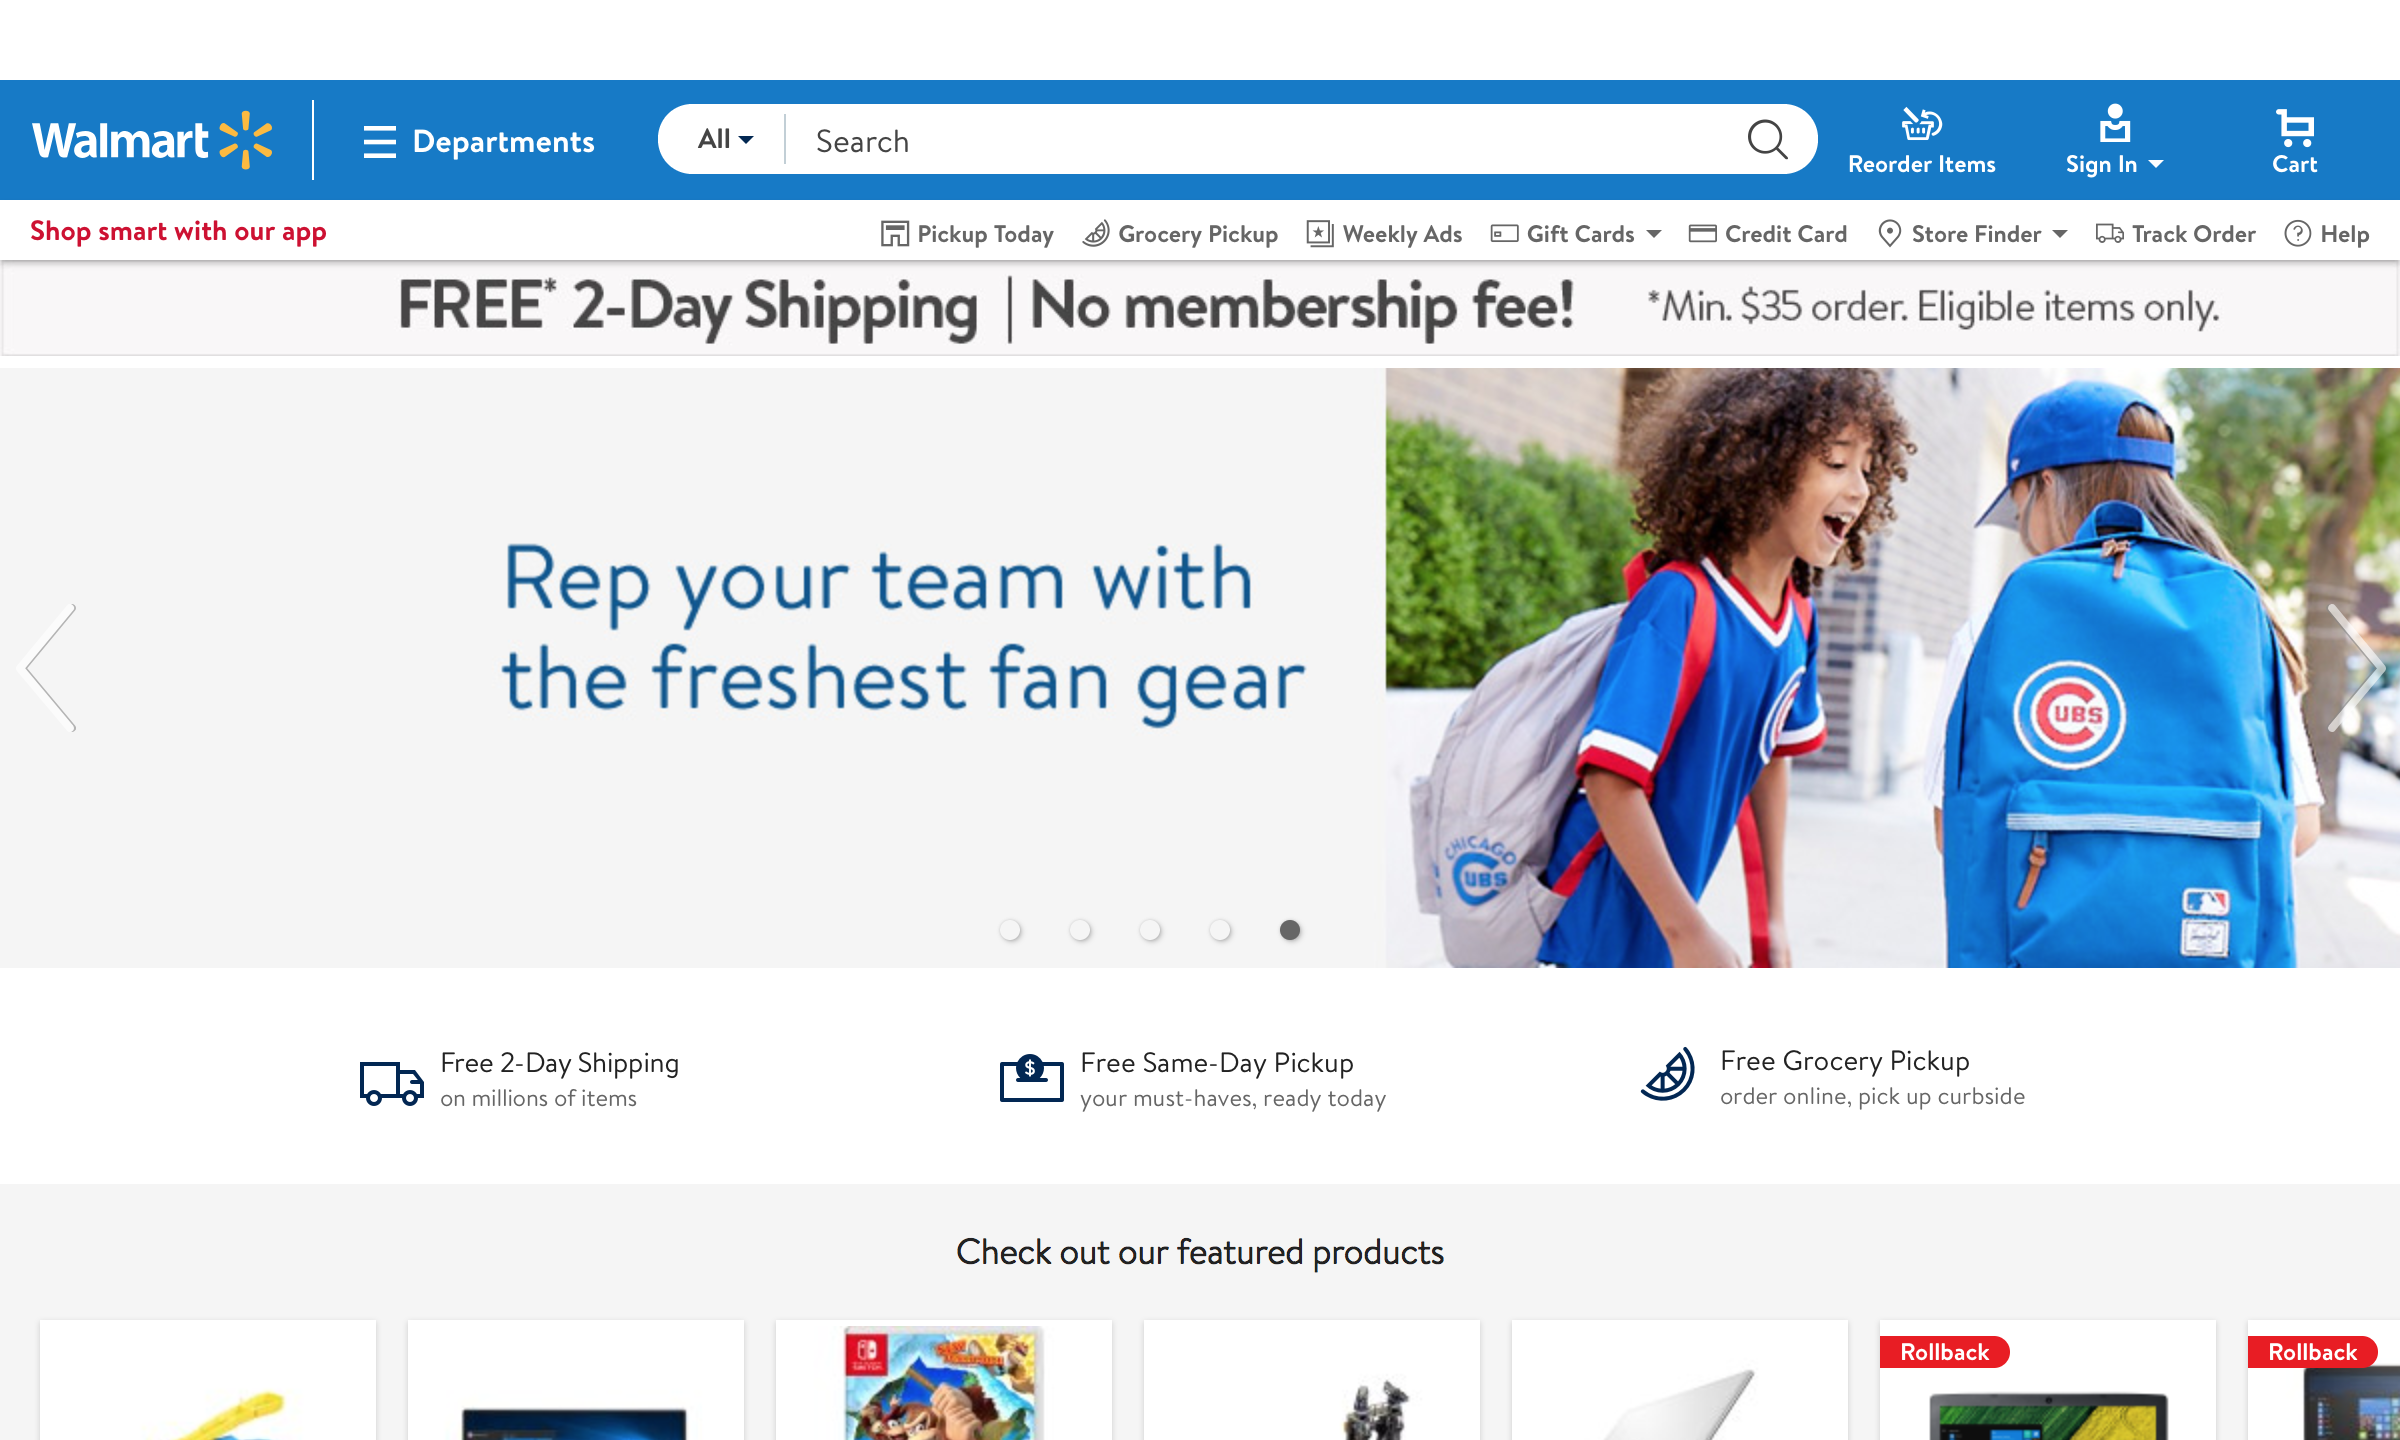 Walmart
Departments
All
Search
Reorder Items
Sign In
Cart
Shop smart with our app
Pickup Today
Grocery Pickup
Weekly Ads
Gift Cards
Credit Card
Store Finder
Track Order
Help
FREE* 2-Day Shipping | No membership fee! *Min. $35 order. Eligible items only.
Rep your team with
the freshest fan gear
CUBS
CHICAGO
CUBS
Free 2-Day Shipping
on millions of items
$
Free Same-Day Pickup
your must-haves, ready today
Free Grocery Pickup
order online, pick up curbside
Check out our featured products
Rollback
Rollback